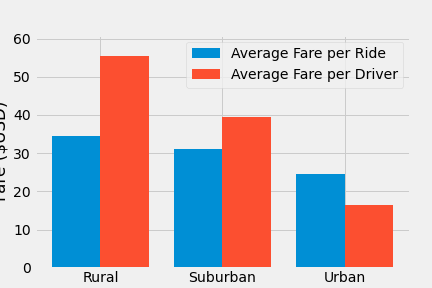 60
50
40
30
20
10
0
Fare ($USD)
Average Fare per Ride
Average Fare per Driver
Rural Suburban Urban